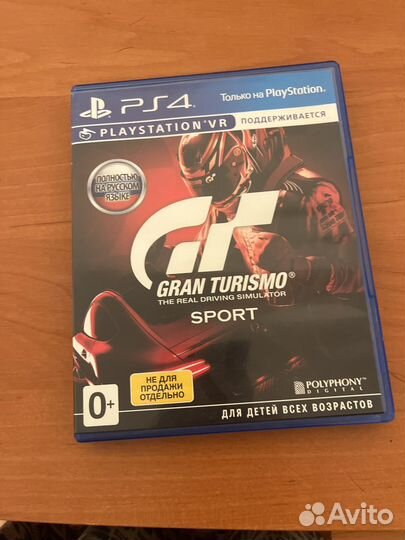 PS4
Только на PlayStation®
PLAYSTATION®VR ПОДДЕРЖИВАЕТСЯ
ПОЛНОСТЬЮ
НА РУССКОМ
ЯЗЫКЕ
GT
GRAN TURISMO®
THE REAL DRIVING SIMULATOR
SPORT
НЕ ДЛЯ
ПРОДАЖИ
ОТДЕЛЬНО
0+
POLYPHONY
DIGITAL
ДЛЯ ДЕТЕЙ ВСЕХ ВОЗРАСТОВ
Avito